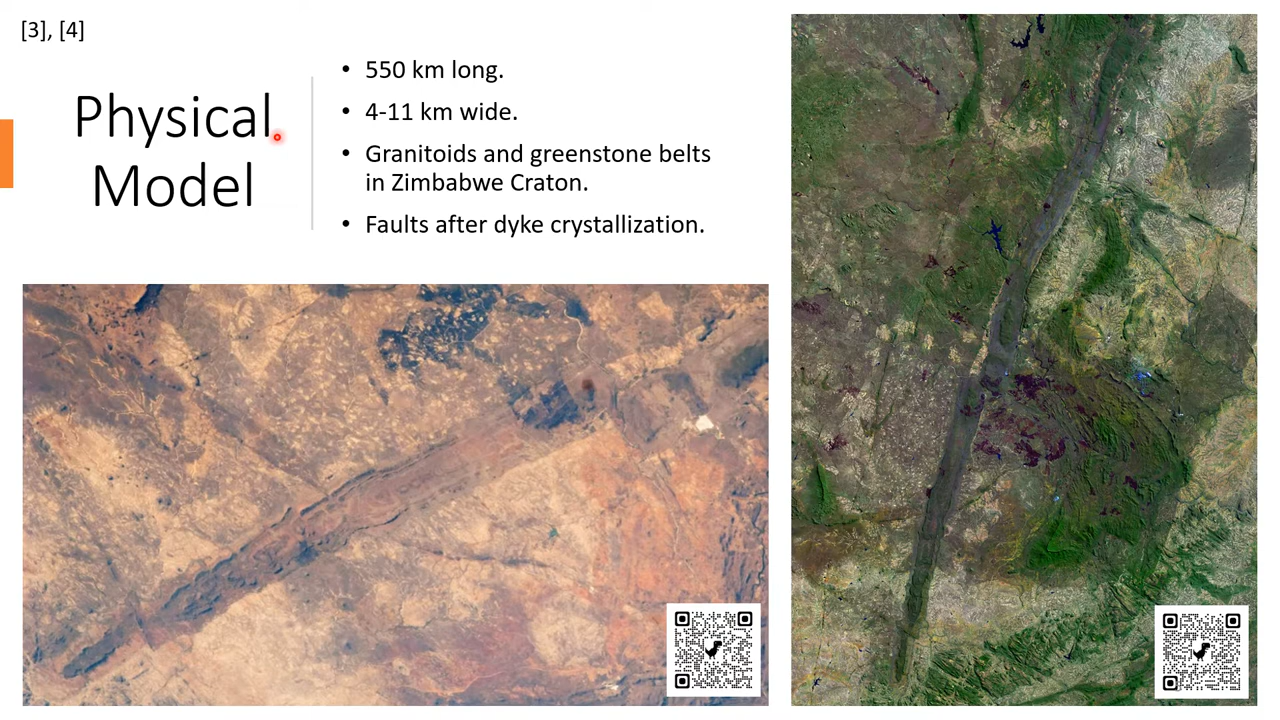 [3], [4]
Physical
Model
• 550 km long.
• 4-11 km wide.
• Granitoids and greenstone belts
in Zimbabwe Craton.
• Faults after dyke crystallization.